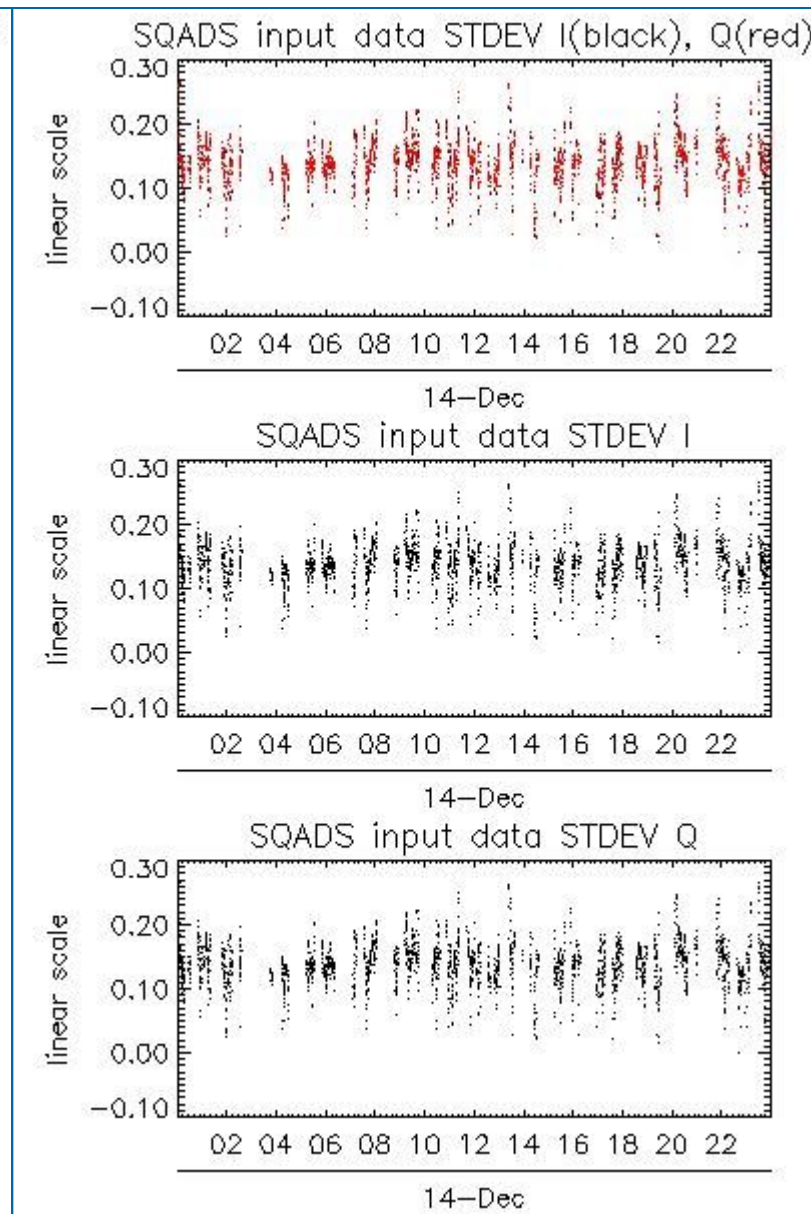 SQADS input data STDEV I(black), Q(red)
0.30
0.20
0.10
0.00
−0.10
linear scale
02 04 06 08 10 12 14 16 18 20 22
14−Dec
SQADS input data STDEV I
0.30
0.20
0.10
0.00
−0.10
linear scale
02 04 06 08 10 12 14 16 18 20 22
14−Dec
SQADS input data STDEV Q
0.30
0.20
0.10
0.00
−0.10
linear scale
02 04 06 08 10 12 14 16 18 20 22
14−Dec